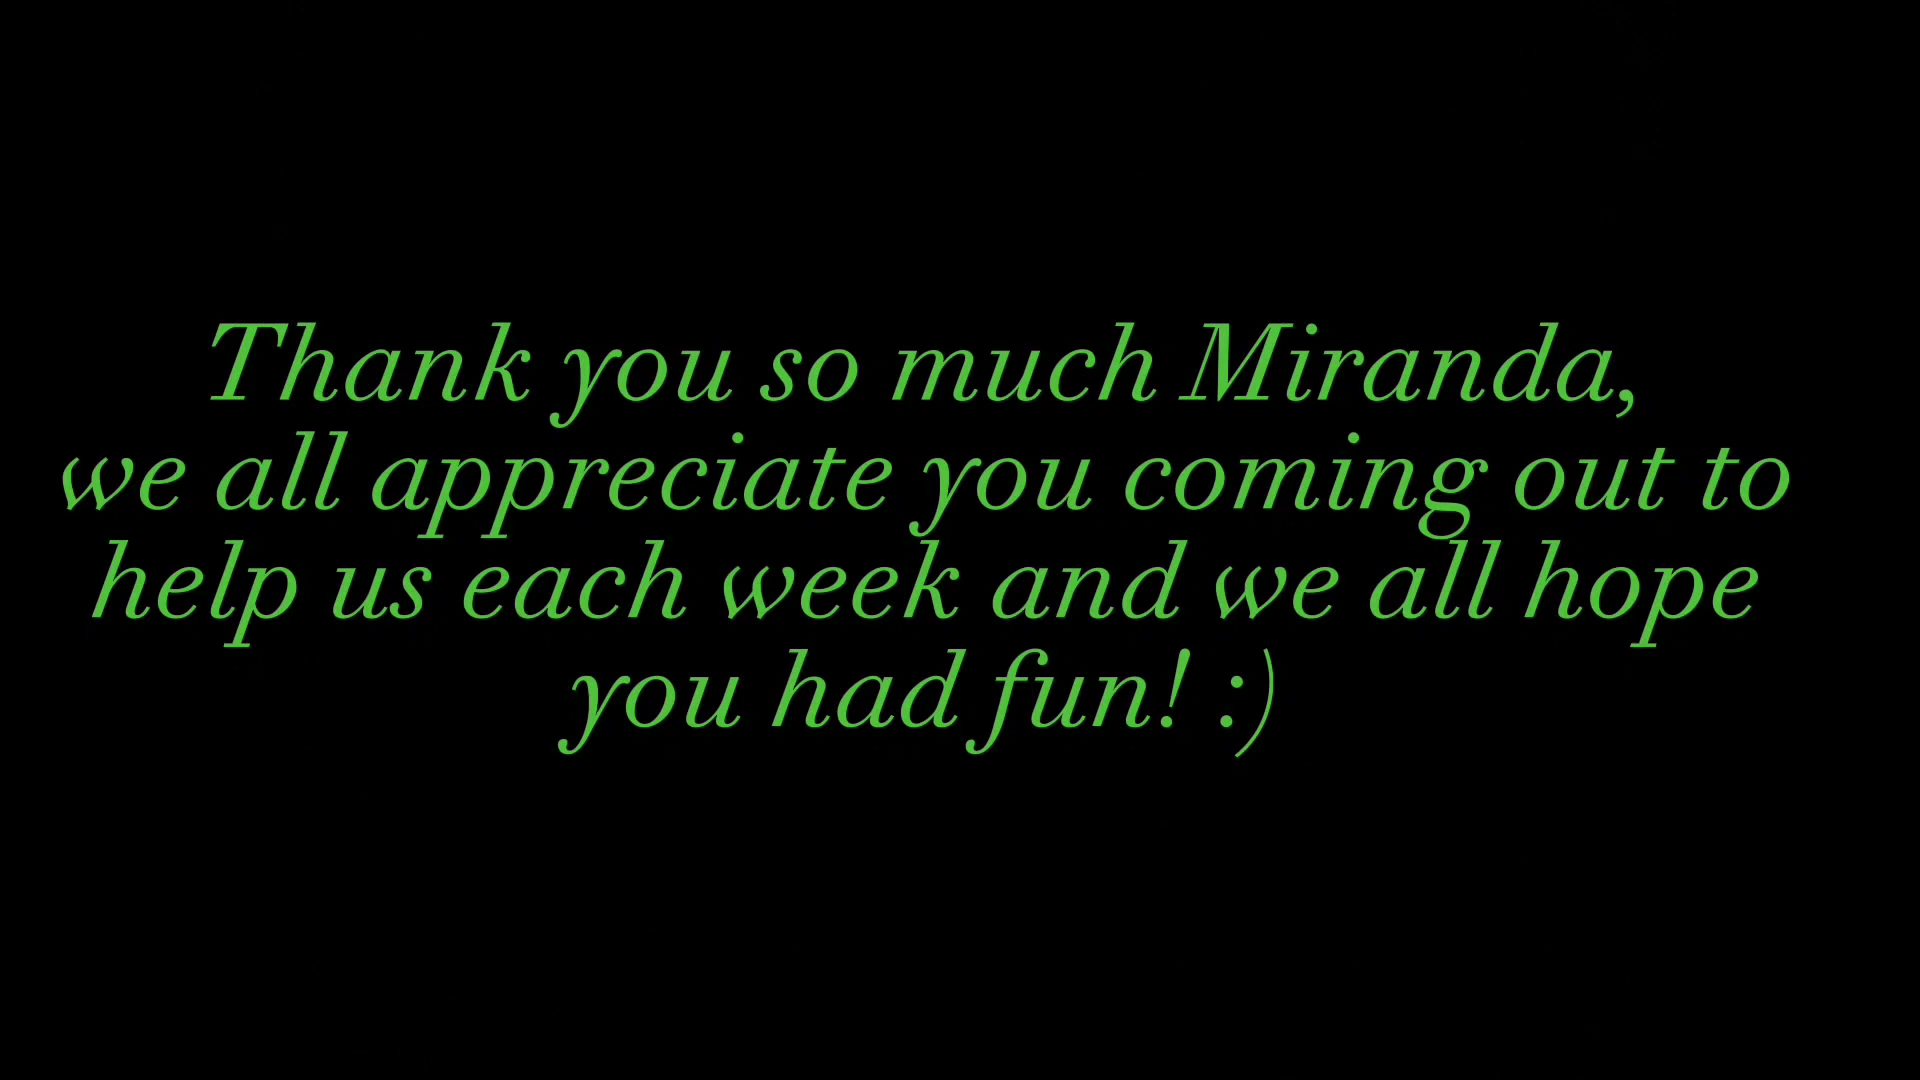 Thank you so much Miranda,
we all appreciate you coming out to
help us each week and we all hope
you had fun! :)